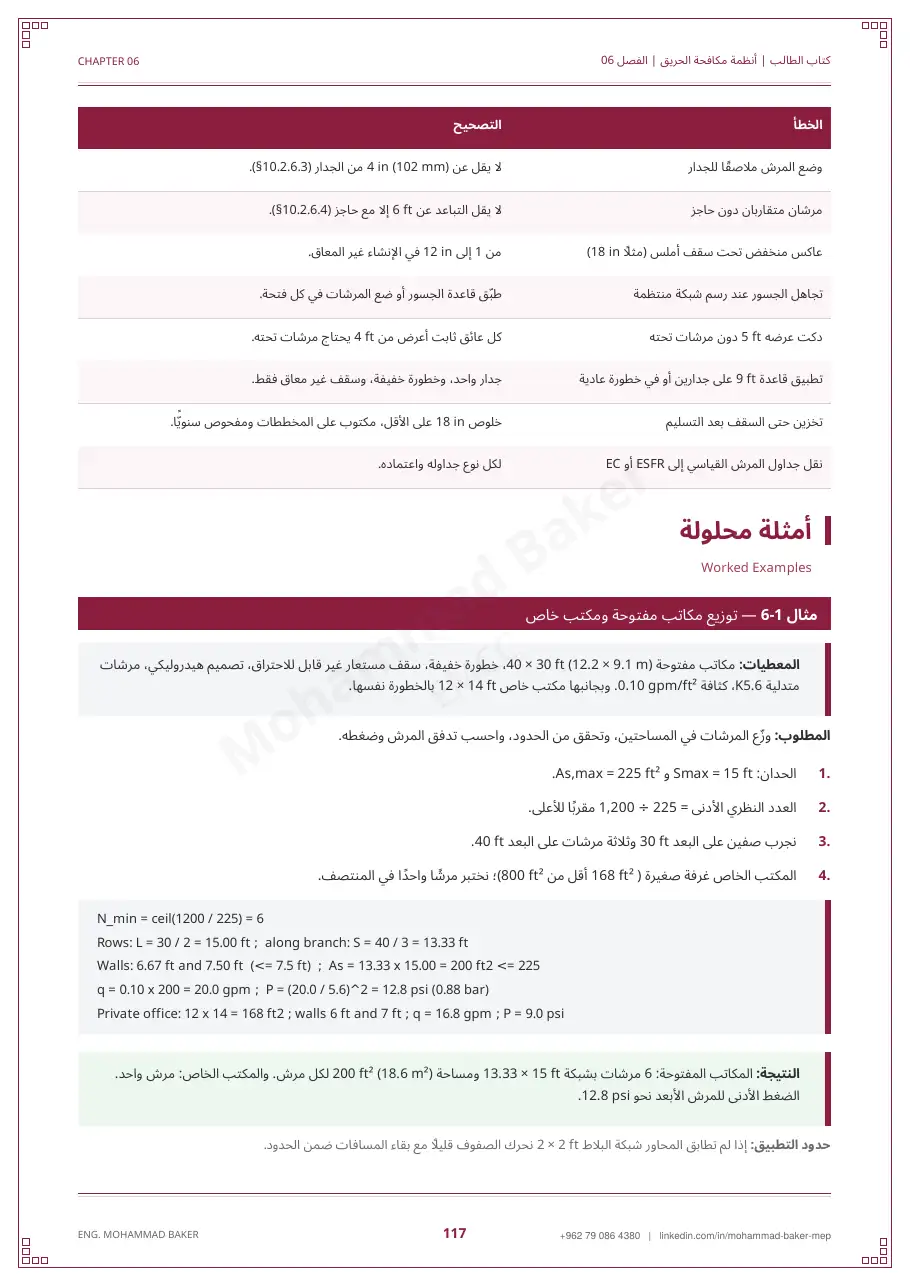 كتاب الطالب | أنظمة مكافحة الحريق | الفصل 06
CHAPTER 06
الخطأ
التصحيح
وضع المرش ملاصقًا للجدار
لا يقل عن 4 in (102 mm) من الجدار (§10.2.6.3).
مرشان متقاربان دون حاجز
لا يقل التباعد عن 6 ft إلا مع حاجز (§10.2.6.4).
عاكس منخفض تحت سقف أملس (مثلًا 18 in)
من 1 إلى 12 in في الإنشاء غير المعاق.
تجاهل الجسور عند رسم شبكة منتظمة
طبّق قاعدة الجسور أو ضع المرشات في كل فتحة.
دكت عرضه 5 ft دون مرشات تحته
كل عائق ثابت أعرض من 4 ft يحتاج مرشات تحته.
تطبيق قاعدة 9 ft على جدارين أو في خطورة عادية
جدار واحد، وخطورة خفيفة، وسقف غير معاق فقط.
تخزين حتى السقف بعد التسليم
خلوص 18 in على الأقل، مكتوب على المخططات ومفحوص سنويًّا.
نقل جداول المرش القياسي إلى ESFR أو EC
لكل نوع جداوله واعتماده.
أمثلة محلولة
Worked Examples
مثال 1-6 — توزيع مكاتب مفتوحة ومكتب خاص
المعطيات: مكاتب مفتوحة 40 × 30 ft (12.2 × 9.1 m)، خطورة خفيفة، سقف مستعار غير قابل للاحتراق، تصميم هيدروليكي، مرشات
متدلية K5.6، كثافة 0.10 gpm/ft². وبجانبها مكتب خاص 12 × 14 ft بالخطورة نفسها.
المطلوب: وزّع المرشات في المساحتين، وتحقق من الحدود، واحسب تدفق المرش وضغطه.
1. الحدان: Smax = 15 ft و As,max = 225 ft².
2. العدد النظري الأدنى = 225 ÷ 1,200 مقربًا للأعلى.
3. نجرب صفين على البعد 30 ft وثلاثة مرشات على البعد 40 ft.
4. المكتب الخاص غرفة صغيرة ( 168 ft² أقل من 800 ft²)؛ نختبر مرشًا واحدًا في المنتصف.
N_min = ceil(1200 / 225) = 6
Rows: L = 30 / 2 = 15.00 ft ; along branch: S = 40 / 3 = 13.33 ft
Walls: 6.67 ft and 7.50 ft (<= 7.5 ft) ; As = 13.33 x 15.00 = 200 ft2 <= 225
q = 0.10 x 200 = 20.0 gpm ; P = (20.0 / 5.6)^2 = 12.8 psi (0.88 bar)
Private office: 12 x 14 = 168 ft2 ; walls 6 ft and 7 ft ; q = 16.8 gpm ; P = 9.0 psi
النتيجة: المكاتب المفتوحة: 6 مرشات بشبكة 13.33 × 15 ft ومساحة 200 ft² (18.6 m²) لكل مرش. والمكتب الخاص: مرش واحد.
الضغط الأدنى للمرش الأبعد نحو 12.8 psi.
حدود التطبيق: إذا لم تطابق المحاور شبكة البلاط 2 × 2 ft نحرك الصفوف قليلًا مع بقاء المسافات ضمن الحدود.
Mohammad Baker
ENG. MOHAMMAD BAKER
117
+962 79 086 4380 | linkedin.com/in/mohammad-baker-mep